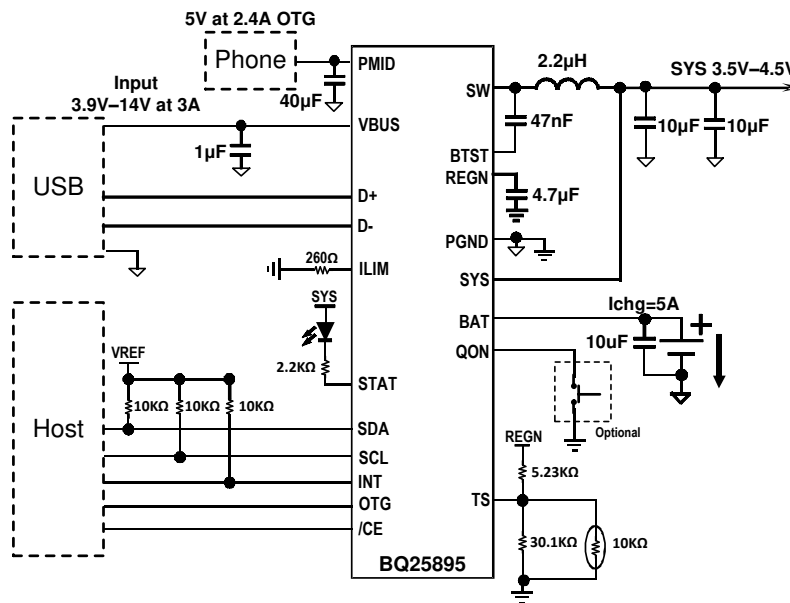 5V at 2.4A OTG
Phone
PMID
40µF
Input
3.9V–14V at 3A
VBUS
1µF
USB
D+
D-
260Ω
ILIM
SYS
2.2KΩ
STAT
VREF
10KΩ
10KΩ
10KΩ
Host
SDA
SCL
INT
OTG
/CE
BQ25895
2.2µH
SYS 3.5V–4.5V
SW
47nF
10µF
10µF
BTST
REGN
4.7µF
PGND
SYS
Ichg=5A
BAT
+
10uF
QON
Optional
REGN
5.23KΩ
TS
30.1KΩ
10KΩ